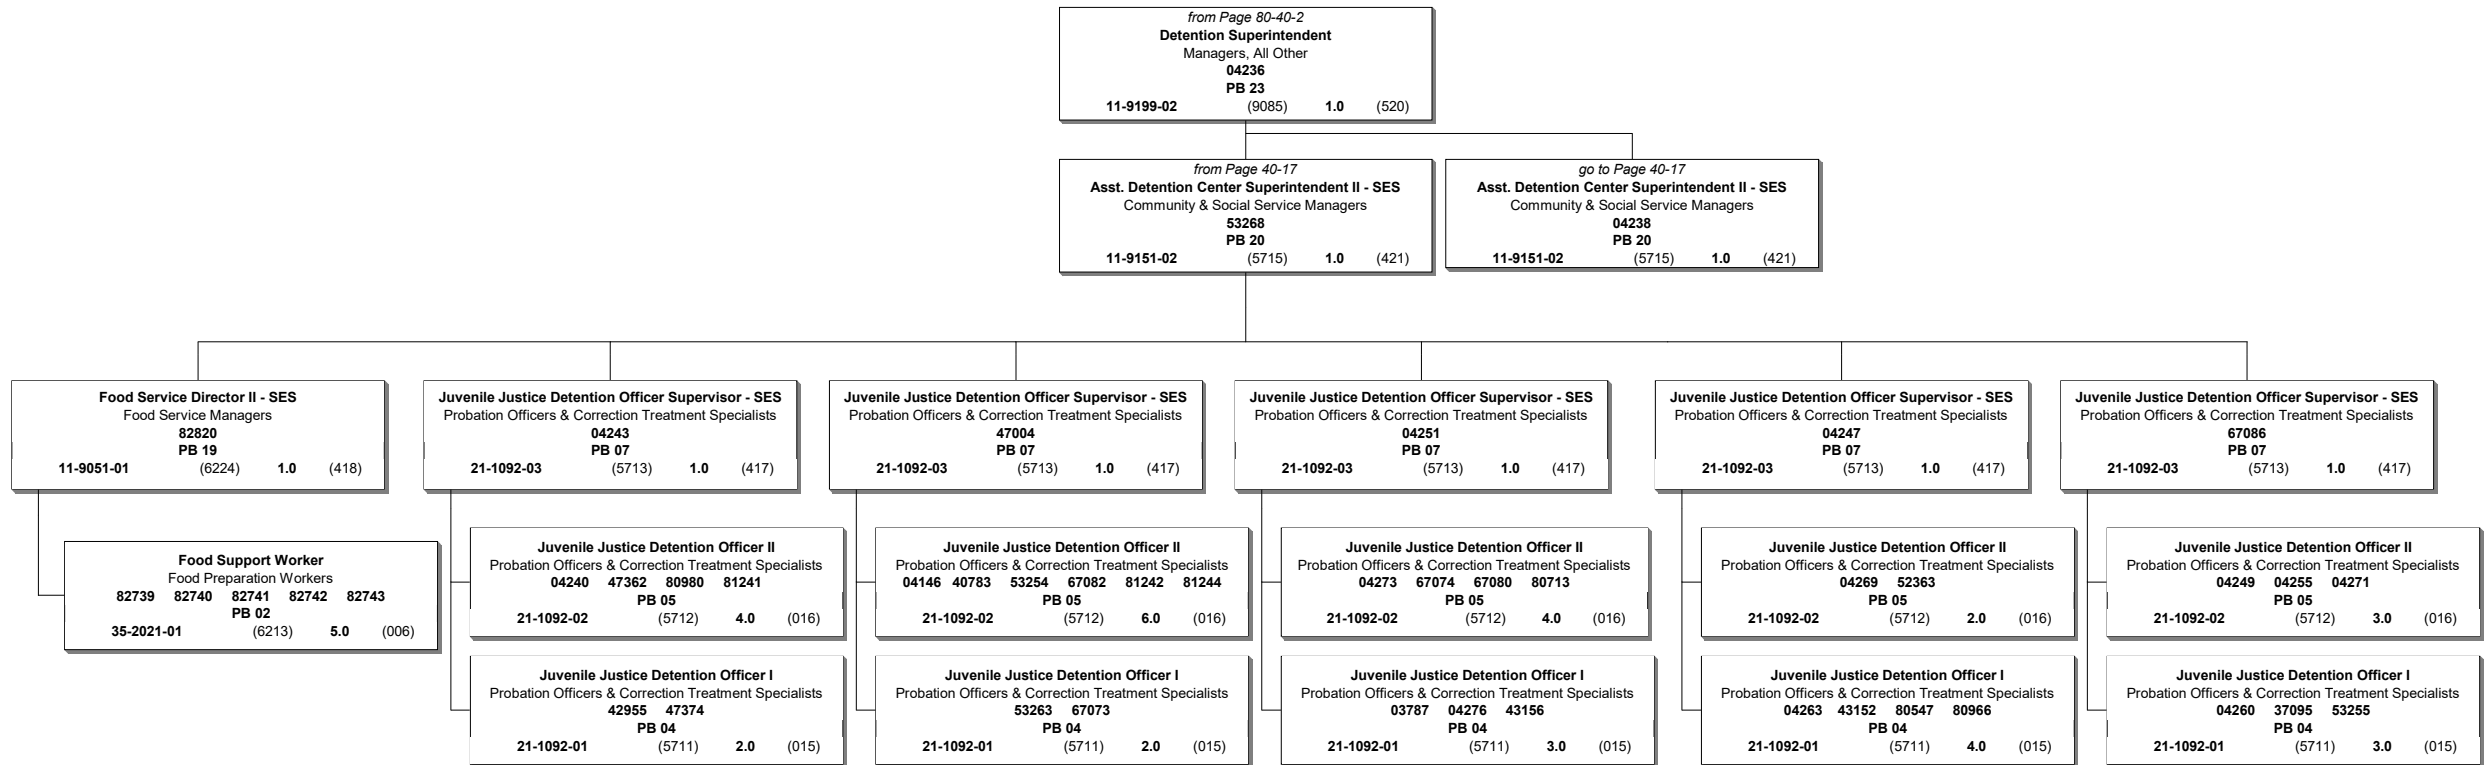 from Page 80-40-2
Detention Superintendent
Managers, All Other
04236
PB 23
11-9199-02 (9085) 1.0 (520)
from Page 40-17
Asst. Detention Center Superintendent II - SES
Community & Social Service Managers
53268
PB 20
11-9151-02 (5715) 1.0 (421)
go to Page 40-17
Asst. Detention Center Superintendent II - SES
Community & Social Service Managers
04238
PB 20
11-9151-02 (5715) 1.0 (421)
Food Service Director II - SES
Food Service Managers
82820
PB 19
11-9051-01 (6224) 1.0 (418)
Juvenile Justice Detention Officer Supervisor - SES
Probation Officers & Correction Treatment Specialists
04243
PB 07
21-1092-03 (5713) 1.0 (417)
Juvenile Justice Detention Officer Supervisor - SES
Probation Officers & Correction Treatment Specialists
47004
PB 07
21-1092-03 (5713) 1.0 (417)
Juvenile Justice Detention Officer Supervisor - SES
Probation Officers & Correction Treatment Specialists
04251
PB 07
21-1092-03 (5713) 1.0 (417)
Juvenile Justice Detention Officer Supervisor - SES
Probation Officers & Correction Treatment Specialists
04247
PB 07
21-1092-03 (5713) 1.0 (417)
Juvenile Justice Detention Officer Supervisor - SES
Probation Officers & Correction Treatment Specialists
67086
PB 07
21-1092-03 (5713) 1.0 (417)
Food Support Worker
Food Preparation Workers
82739 82740 82741 82742 82743
PB 02
35-2021-01 (6213) 5.0 (006)
Juvenile Justice Detention Officer II
Probation Officers & Correction Treatment Specialists
04240 47362 80980 81241
PB 05
21-1092-02 (5712) 4.0 (016)
Juvenile Justice Detention Officer II
Probation Officers & Correction Treatment Specialists
04146 40783 53254 67082 81242 81244
PB 05
21-1092-02 (5712) 6.0 (016)
Juvenile Justice Detention Officer II
Probation Officers & Correction Treatment Specialists
04273 67074 67080 80713
PB 05
21-1092-02 (5712) 4.0 (016)
Juvenile Justice Detention Officer II
Probation Officers & Correction Treatment Specialists
04269 52363
PB 05
21-1092-02 (5712) 2.0 (016)
Juvenile Justice Detention Officer II
Probation Officers & Correction Treatment Specialists
04249 04255 04271
PB 05
21-1092-02 (5712) 3.0 (016)
Juvenile Justice Detention Officer I
Probation Officers & Correction Treatment Specialists
42955 47374
PB 04
21-1092-01 (5711) 2.0 (015)
Juvenile Justice Detention Officer I
Probation Officers & Correction Treatment Specialists
53263 67073
PB 04
21-1092-01 (5711) 2.0 (015)
Juvenile Justice Detention Officer I
Probation Officers & Correction Treatment Specialists
03787 04276 43156
PB 04
21-1092-01 (5711) 3.0 (015)
Juvenile Justice Detention Officer I
Probation Officers & Correction Treatment Specialists
04263 43152 80547 80966
PB 04
21-1092-01 (5711) 4.0 (015)
Juvenile Justice Detention Officer I
Probation Officers & Correction Treatment Specialists
04260 37095 53255
PB 04
21-1092-01 (5711) 3.0 (015)